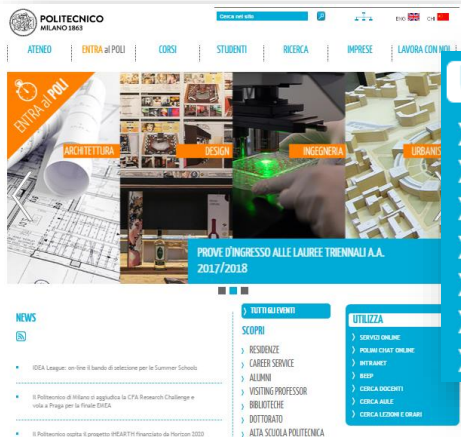 POLITECNICO
MILANO 1863
Cerca nel sito
ENG
CHI
ATENEO
ENTRA al POLI
CORSI
STUDENTI
RICERCA
IMPRESE
LAVORA CON NOI
ENTRA al POLI
ARCHITETTURA
DESIGN
INGEGNERIA
URBANIS
PROVE D'INGRESSO ALLE LAUREE TRIENNALI A.A.
2017/2018
NEWS
IDEA League: on-line il bando di selezione per le Summer Schools
Il Politecnico di Milano si aggiudica la CFA Research Challenge e
vola a Praga per la finale EMEA
Il Politecnico ospita il progetto IHEARTH finanziato da Horizon 2020
TUTTI GLI EVENTI
SCOPRI
RESIDENZE
CAREER SERVICE
ALUMNI
VISITING PROFESSOR
BIBLIOTECHE
DOTTORATO
ALTA SCUOLA POLITECNICA
UTILIZZA
SERVIZI ONLINE
POLIMI CHAT ONLINE
INTRANET
BEEP
CERCA DOCENTI
CERCA AULE
CERCA LEZIONI E ORARI